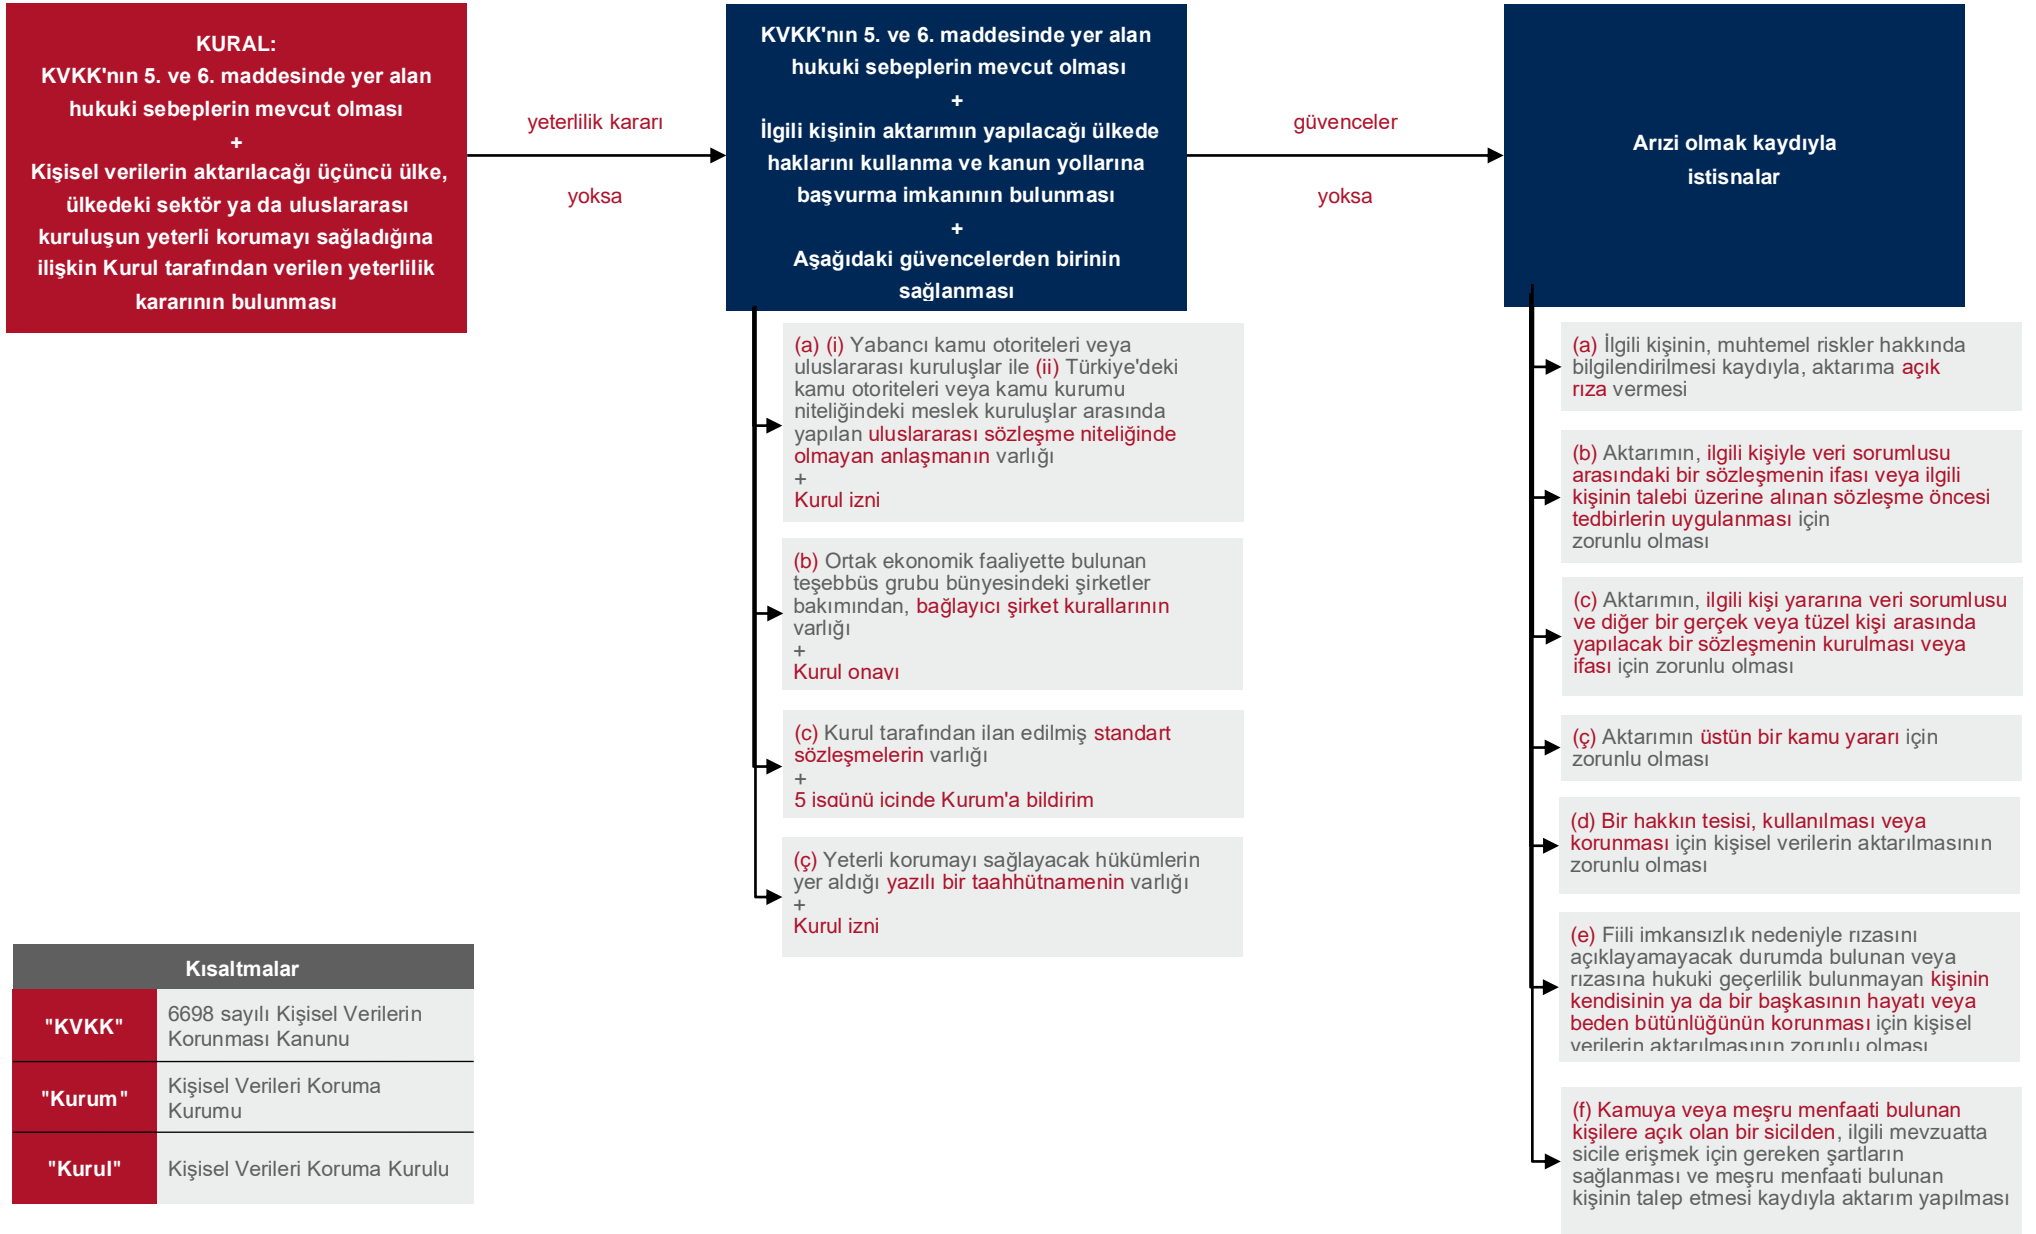 KURAL:
KVKK'nın 5. ve 6. maddesinde yer alan
hukuki sebeplerin mevcut olması
+
Kişisel verilerin aktarılacağı üçüncü ülke,
ülkedeki sektör ya da uluslararası
kuruluşun yeterli korumayı sağladığına
ilişkin Kurul tarafından verilen yeterlilik
kararının bulunması
yeterlilik kararı
yoksa
KVKK'nın 5. ve 6. maddesinde yer alan
hukuki sebeplerin mevcut olması
+
İlgili kişinin aktarımın yapılacağı ülkede
haklarını kullanma ve kanun yollarına
başvurma imkanının bulunması
+
Aşağıdaki güvencelerden birinin
sağlanması
güvenceler
yoksa
Arızi olmak kaydıyla
istisnalar
(a) (i) Yabancı kamu otoriteleri veya
uluslararası kuruluşlar ile (ii) Türkiye'deki
kamu otoriteleri veya kamu kurumu
niteliğindeki meslek kuruluşlar arasında
yapılan uluslararası sözleşme niteliğinde
olmayan anlaşmanın varlığı
+
Kurul izni
(b) Ortak ekonomik faaliyette bulunan
teşebbüs grubu bünyesindeki şirketler
bakımından, bağlayıcı şirket kurallarının
varlığı
+
Kurul onayı
(c) Kurul tarafından ilan edilmiş standart
sözleşmelerin varlığı
+
5 işgünü içinde Kurum'a bildirim
(ç) Yeterli korumayı sağlayacak hükümlerin
yer aldığı yazılı bir taahhütnamenin varlığı
+
Kurul izni
(a) İlgili kişinin, muhtemel riskler hakkında
bilgilendirilmesi kaydıyla, aktarıma açık
rıza vermesi
(b) Aktarımın, ilgili kişiyle veri sorumlusu
arasındaki bir sözleşmenin ifası veya ilgili
kişinin talebi üzerine alınan sözleşme öncesi
tedbirlerin uygulanması için
zorunlu olması
(c) Aktarımın, ilgili kişi yararına veri sorumlusu
ve diğer bir gerçek veya tüzel kişi arasında
yapılacak bir sözleşmenin kurulması veya
ifası için zorunlu olması
(ç) Aktarımın üstün bir kamu yararı için
zorunlu olması
(d) Bir hakkın tesisi, kullanılması veya
korunması için kişisel verilerin aktarılmasının
zorunlu olması
(e) Fiili imkansızlık nedeniyle rızasını
açıklayamayacak durumda bulunan veya
rızasına hukuki geçerlilik bulunmayan kişinin
kendisinin ya da bir başkasının hayatı veya
beden bütünlüğünün korunması için kişisel
verilerin aktarılmasının zorunlu olması
(f) Kamuya veya meşru menfaati bulunan
kişilere açık olan bir sicilden, ilgili mevzuatta
sicile erişmek için gereken şartların
sağlanması ve meşru menfaati bulunan
kişinin talep etmesi kaydıyla aktarım yapılması
Kısaltmalar
"KVKK"
6698 sayılı Kişisel Verilerin
Korunması Kanunu
"Kurum"
Kişisel Verileri Koruma
Kurumu
"Kurul"
Kişisel Verileri Koruma Kurulu